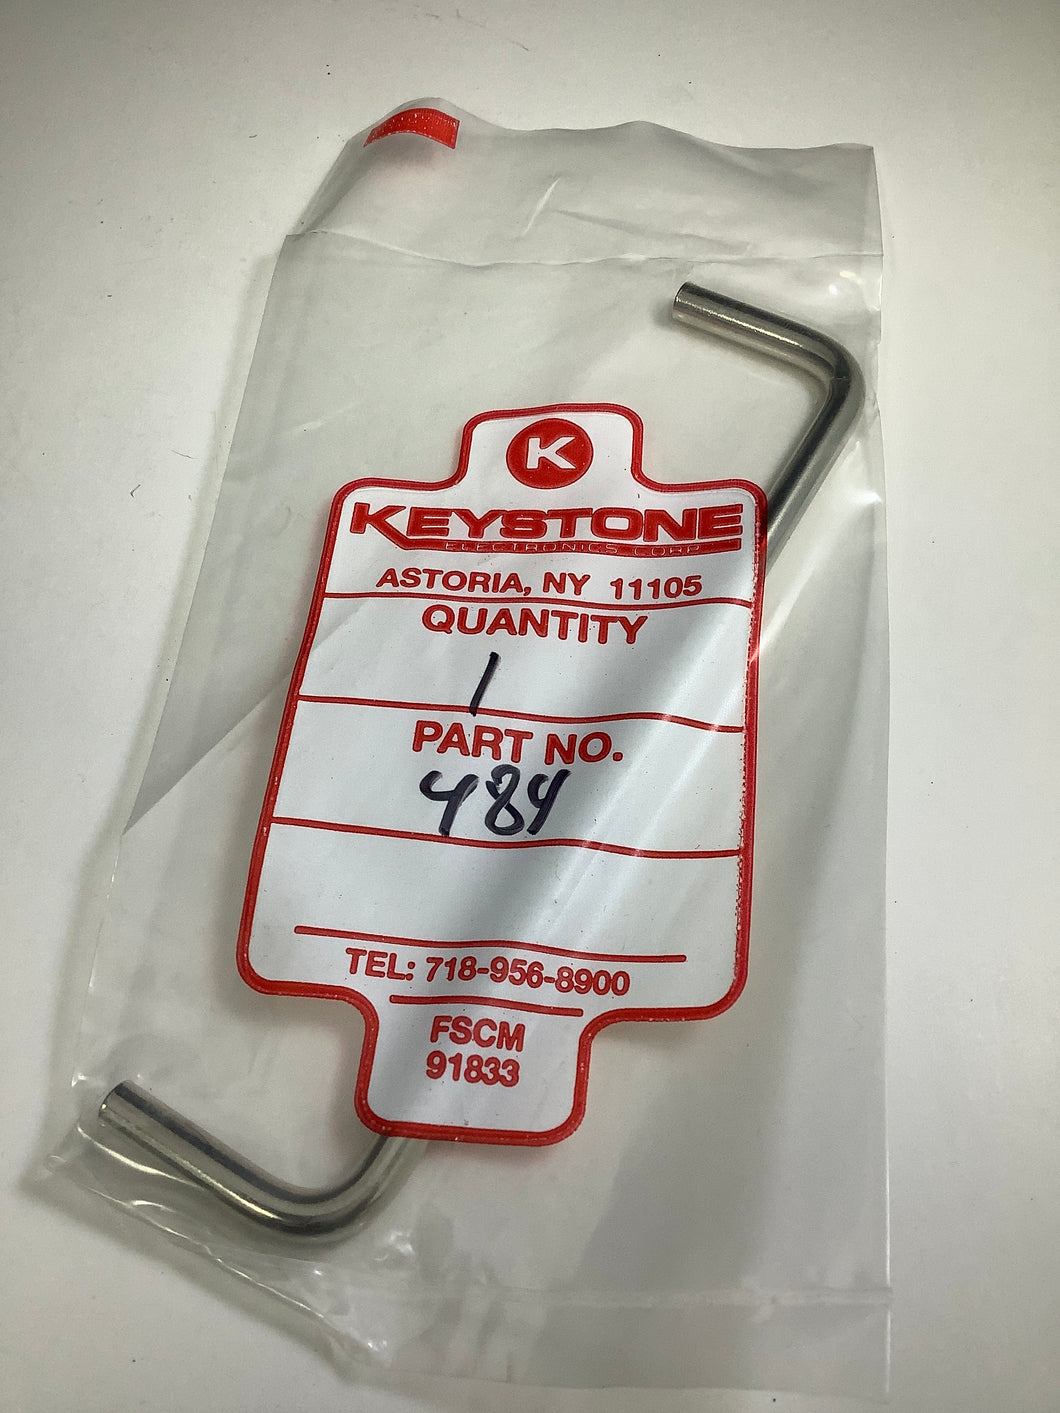 K
KEYSTONE
ELECTRONICS CORP
ASTORIA, NY 11105
QUANTITY
1
PART NO.
484
TEL: 718-956-8900
FSCM
91833